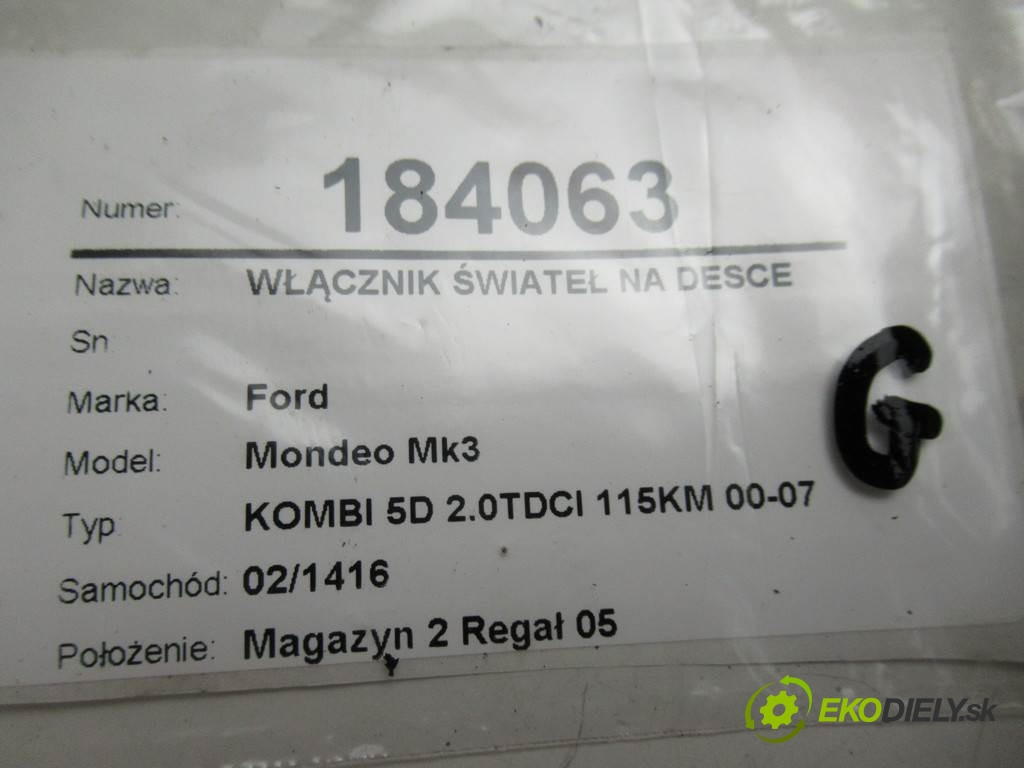 Numer: 184063
Nazwa: WŁĄCZNIK ŚWIATEŁ NA DESCE
Sn
Marka: Ford
Model: Mondeo Mk3
Typ KOMBI 5D 2.0TDCI 115KM 00-07
Samochód: 02/1416
Położenie: Magazyn 2 Regał 05
G
EKODIELY.sk